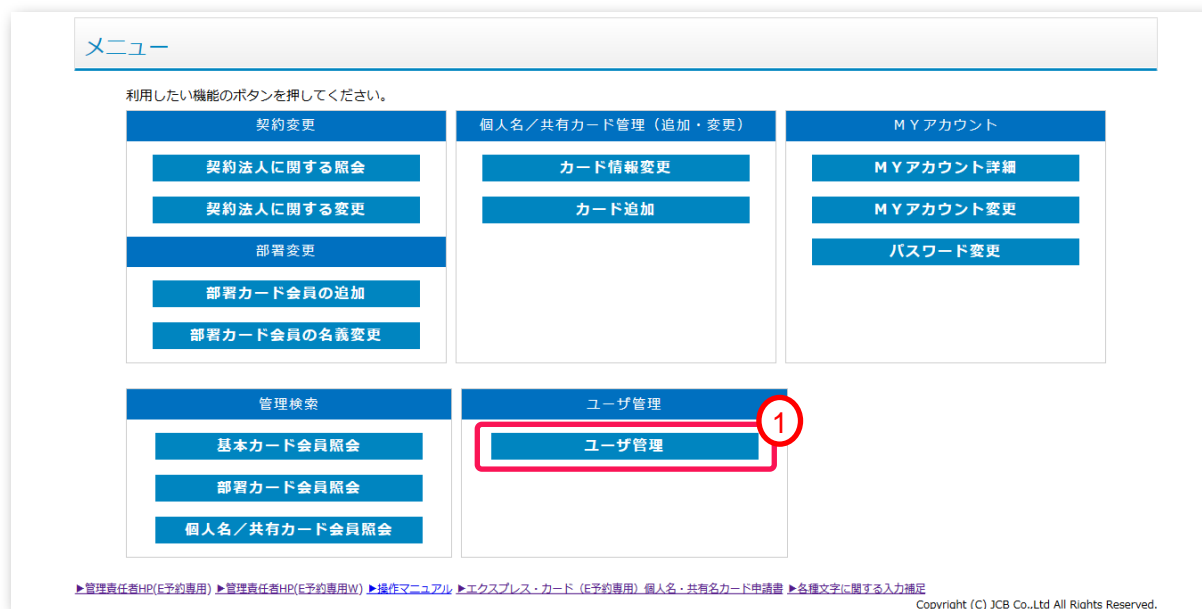 メニュー
利用したい機能のボタンを押してください。
契約変更
契約法人に関する照会
契約法人に関する変更
部署変更
部署カード会員の追加
部署カード会員の名義変更
個人名／共有カード管理（追加・変更）
カード情報変更
カード追加
ＭＹアカウント
ＭＹアカウント詳細
ＭＹアカウント変更
パスワード変更
管理検索
基本カード会員照会
部署カード会員照会
個人名／共有カード会員照会
ユーザ管理
1
ユーザ管理
▶管理責任者HP(E予約専用) ▶管理責任者HP(E予約専用W) ▶操作マニュアル ▶エクスプレス・カード（E予約専用）個人名・共有名カード申請書 ▶各種文字に関する入力補足
Copyright (C) JCB Co.,Ltd All Rights Reserved.